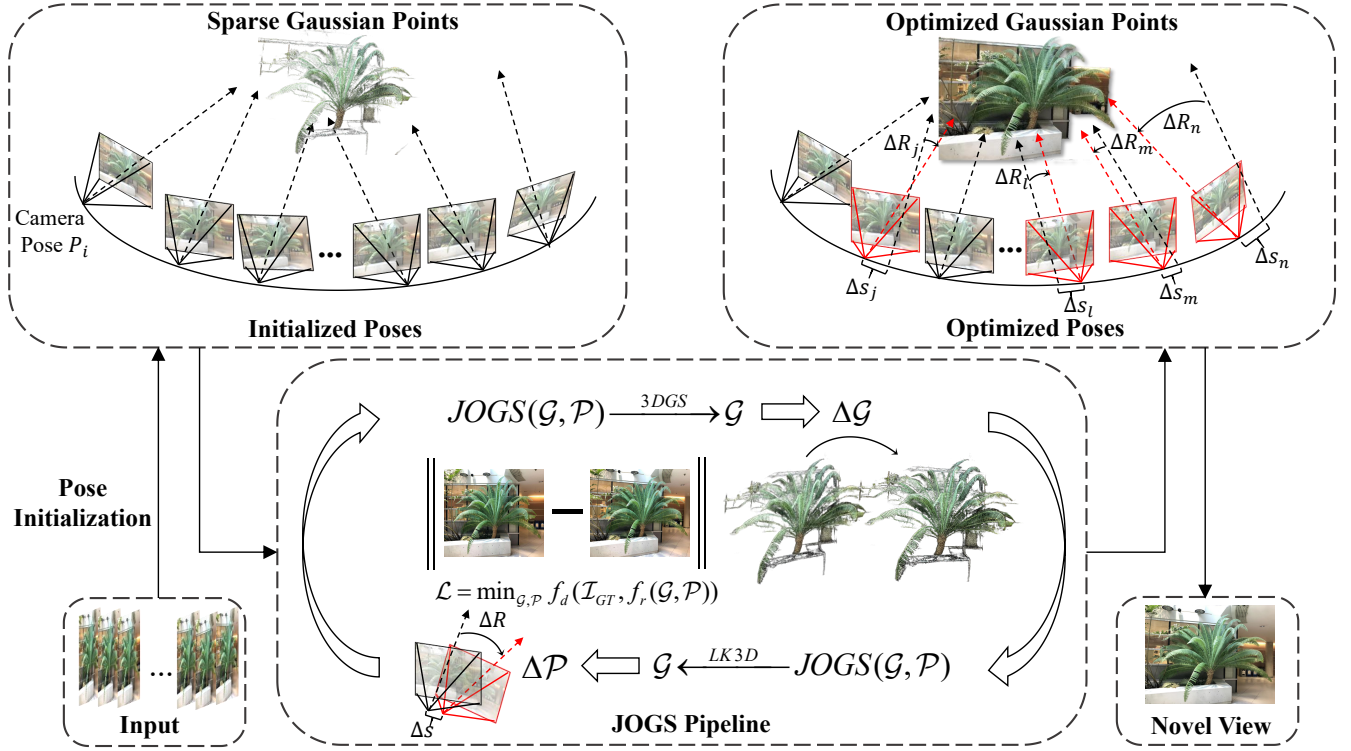 Sparse Gaussian Points
Camera
Pose P_i
...
Initialized Poses
Optimized Gaussian Points
ΔR_j
ΔR_l
ΔR_m
ΔR_n
...
Δs_j
Δs_l
Δs_m
Δs_n
Optimized Poses
Pose
Initialization
...
Input
JOGS(𝒢,𝒫) 3DGS → 𝒢 ⇨ Δ𝒢
ℒ = min_{𝒢,𝒫} f_d(ℐ_{GT}, f_r(𝒢,𝒫))
ΔR
Δs
Δ𝒫 ⇦ 𝒢 ← LK3D JOGS(𝒢,𝒫)
JOGS Pipeline
Novel View